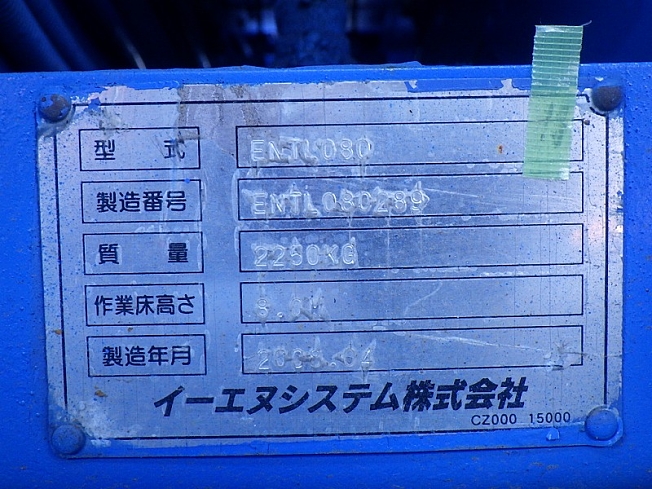 型 式 ENTL080
製造番号 ENTL080289
質 量
作業床高さ
製造年月
イーエヌシステム株式会社
CZ000 15000